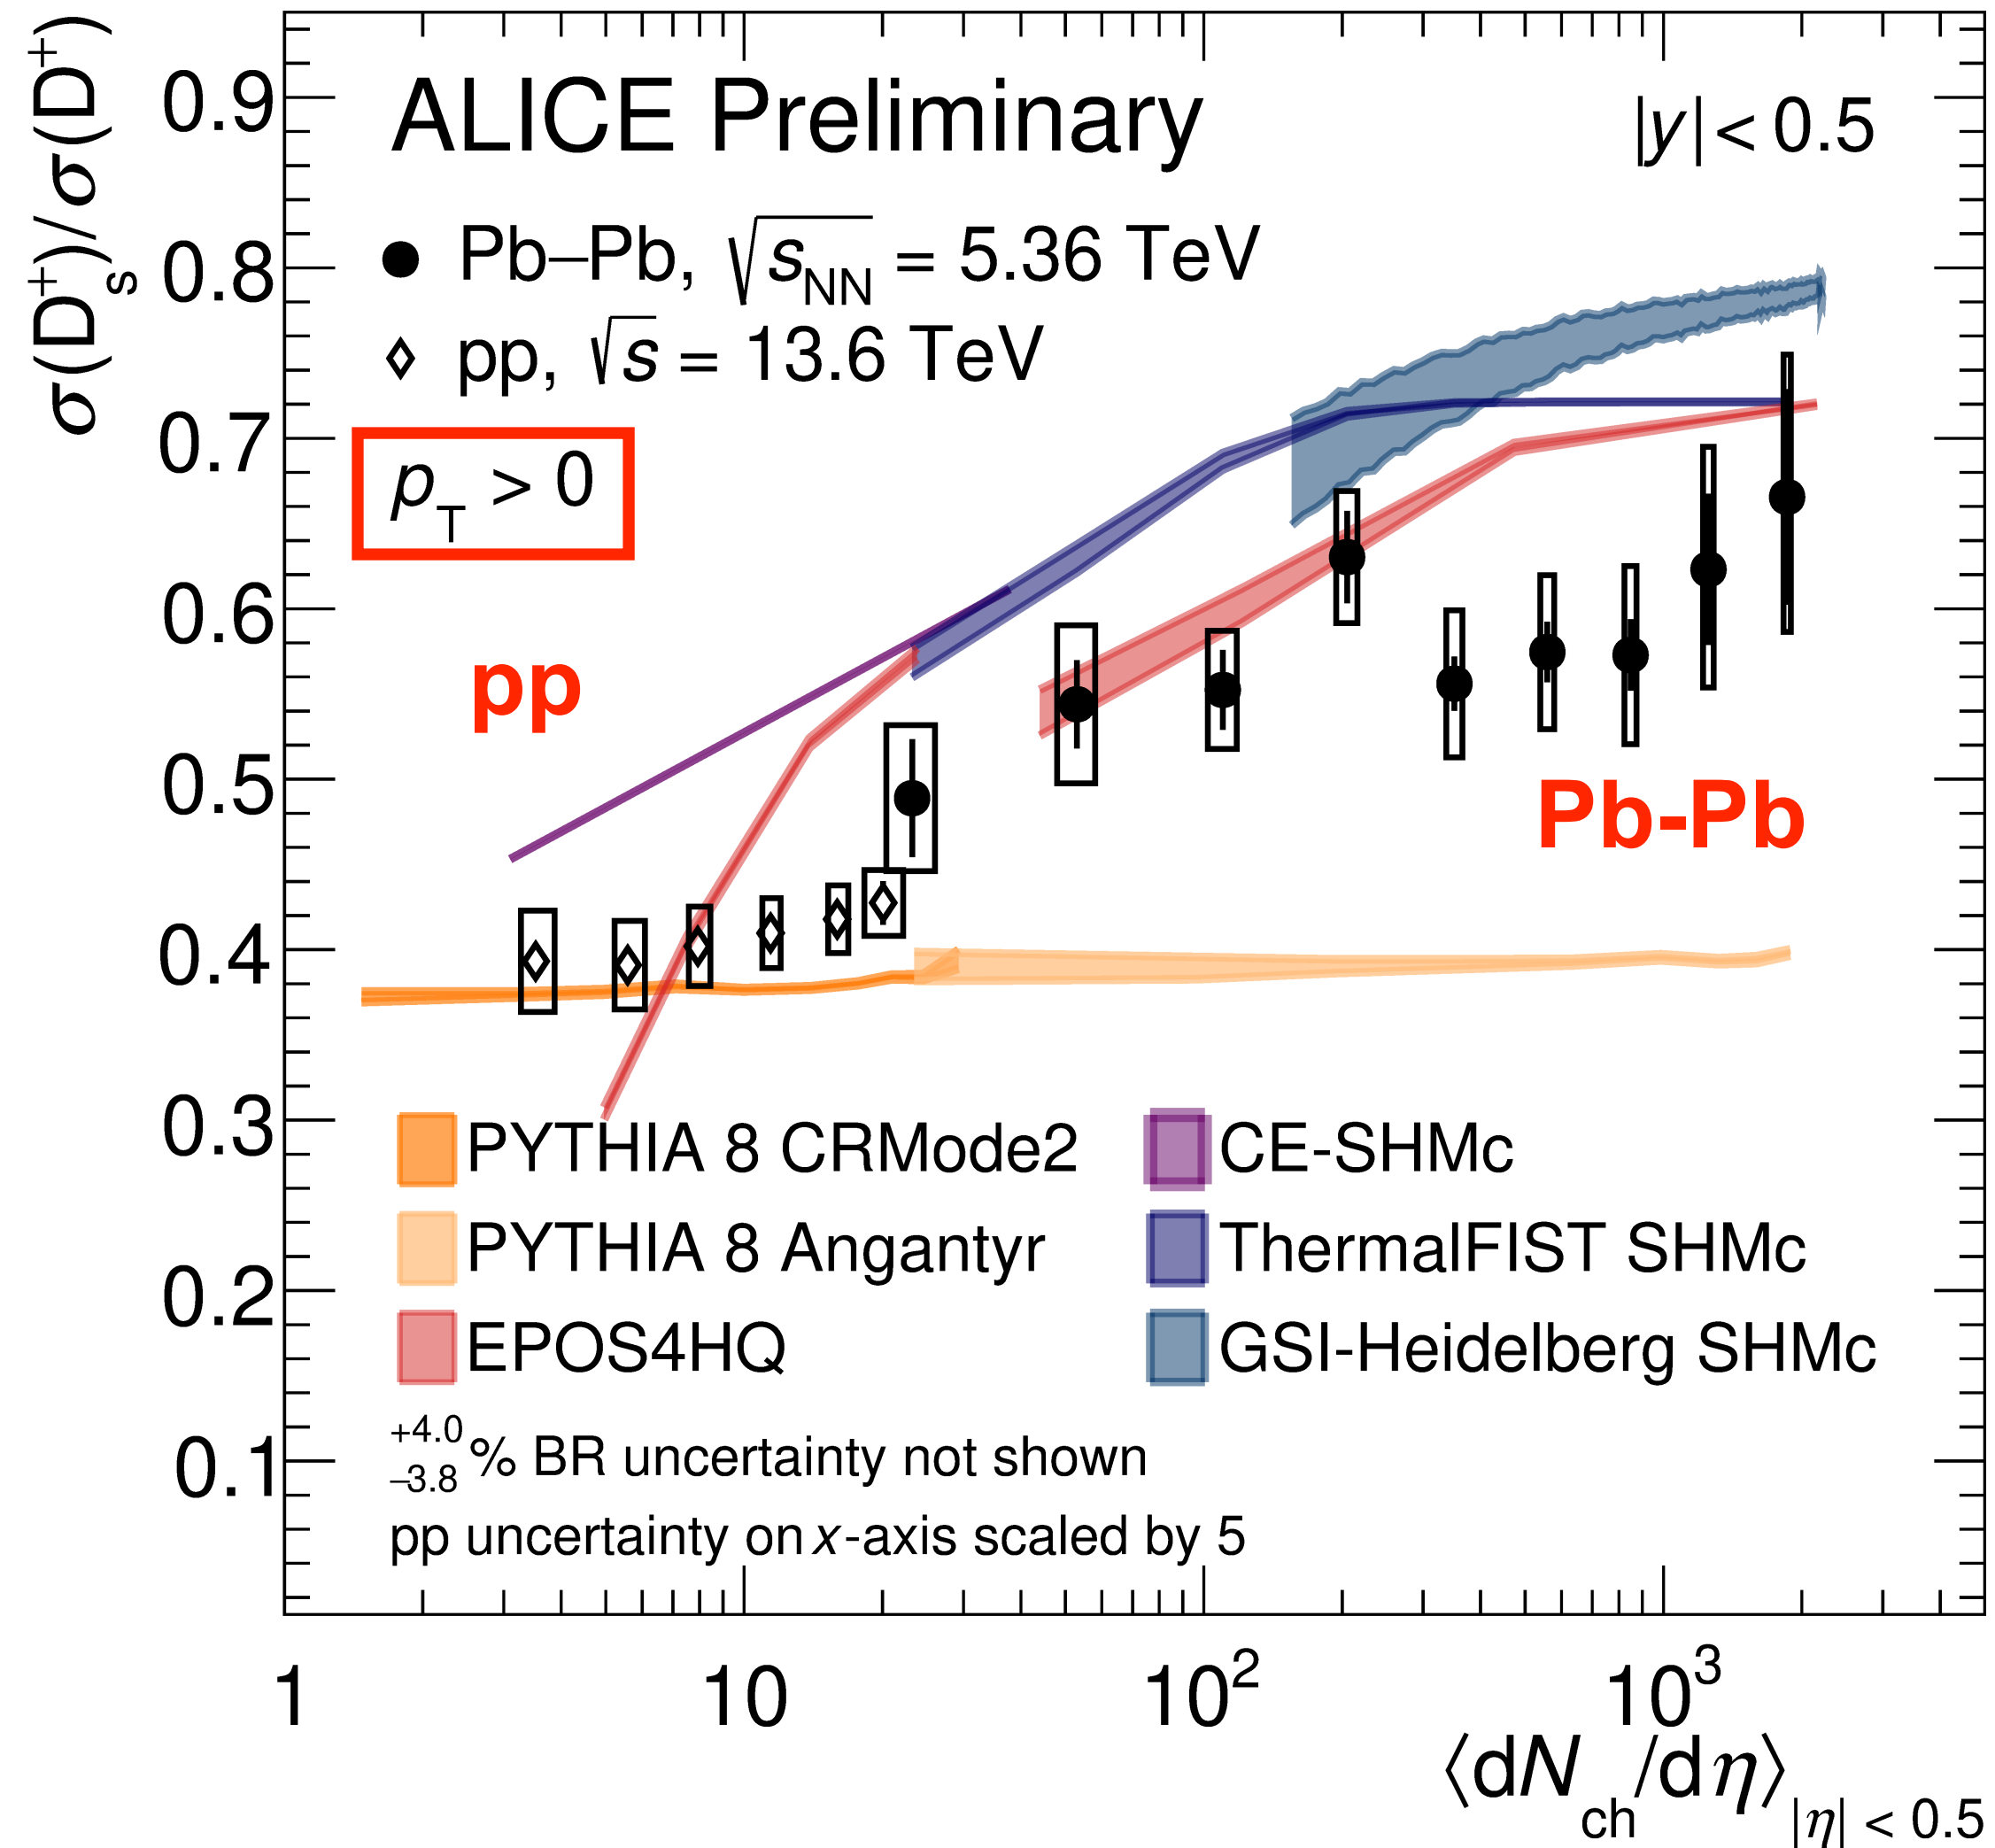 σ(D⁺ₛ)/σ(D⁺)
0.9
0.8
0.7
0.6
0.5
0.4
0.3
0.2
0.1
ALICE Preliminary
|y| < 0.5
Pb–Pb, √sNN = 5.36 TeV
pp, √s = 13.6 TeV
pT > 0
pp
Pb-Pb
PYTHIA 8 CRMode2
PYTHIA 8 Angantyr
EPOS4HQ
CE-SHMc
ThermalFIST SHMc
GSI-Heidelberg SHMc
+4.0 −3.8 % BR uncertainty not shown
pp uncertainty on x-axis scaled by 5
1 10 10² 10³
⟨dNch/dη⟩|η| < 0.5